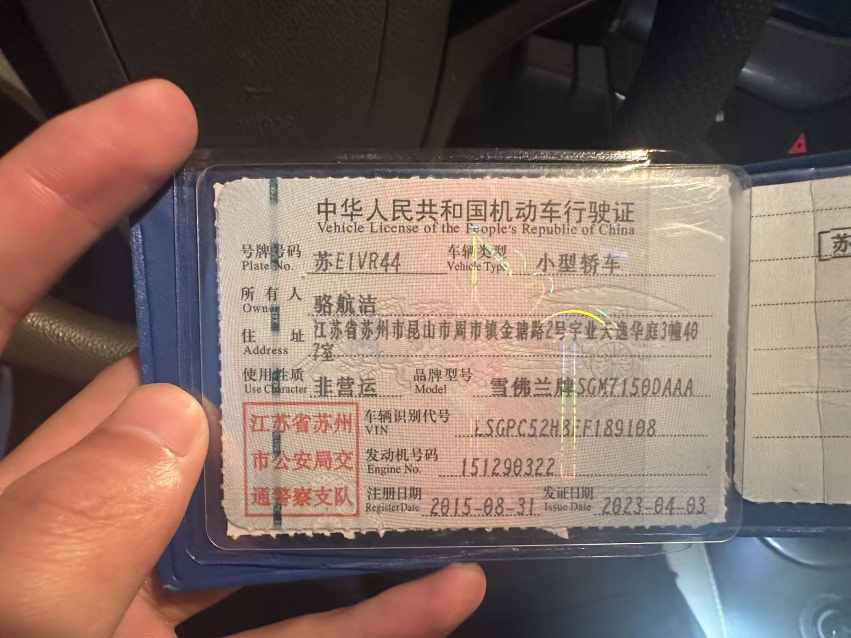 中华人民共和国机动车行驶证
Vehicle License of the People's Republic of China
号牌号码 苏E1VR44 车辆类型 小型轿车
Plate No. Vehicle Type
所有人 骆航洁
Owner
住址 江苏省苏州市昆山市周市镇金塘路2号宇业天逸华庭3幢40
Address 7室
使用性质 非营运 品牌型号 雪佛兰牌SGM7150DAAA
Use Character Model
江苏省苏州
市公安局交
通警察支队
车辆识别代号
VIN
发动机号码 151290322
Engine No.
注册日期 2015-08-31 发证日期 2023-04-03
Register Date Issue Date
苏